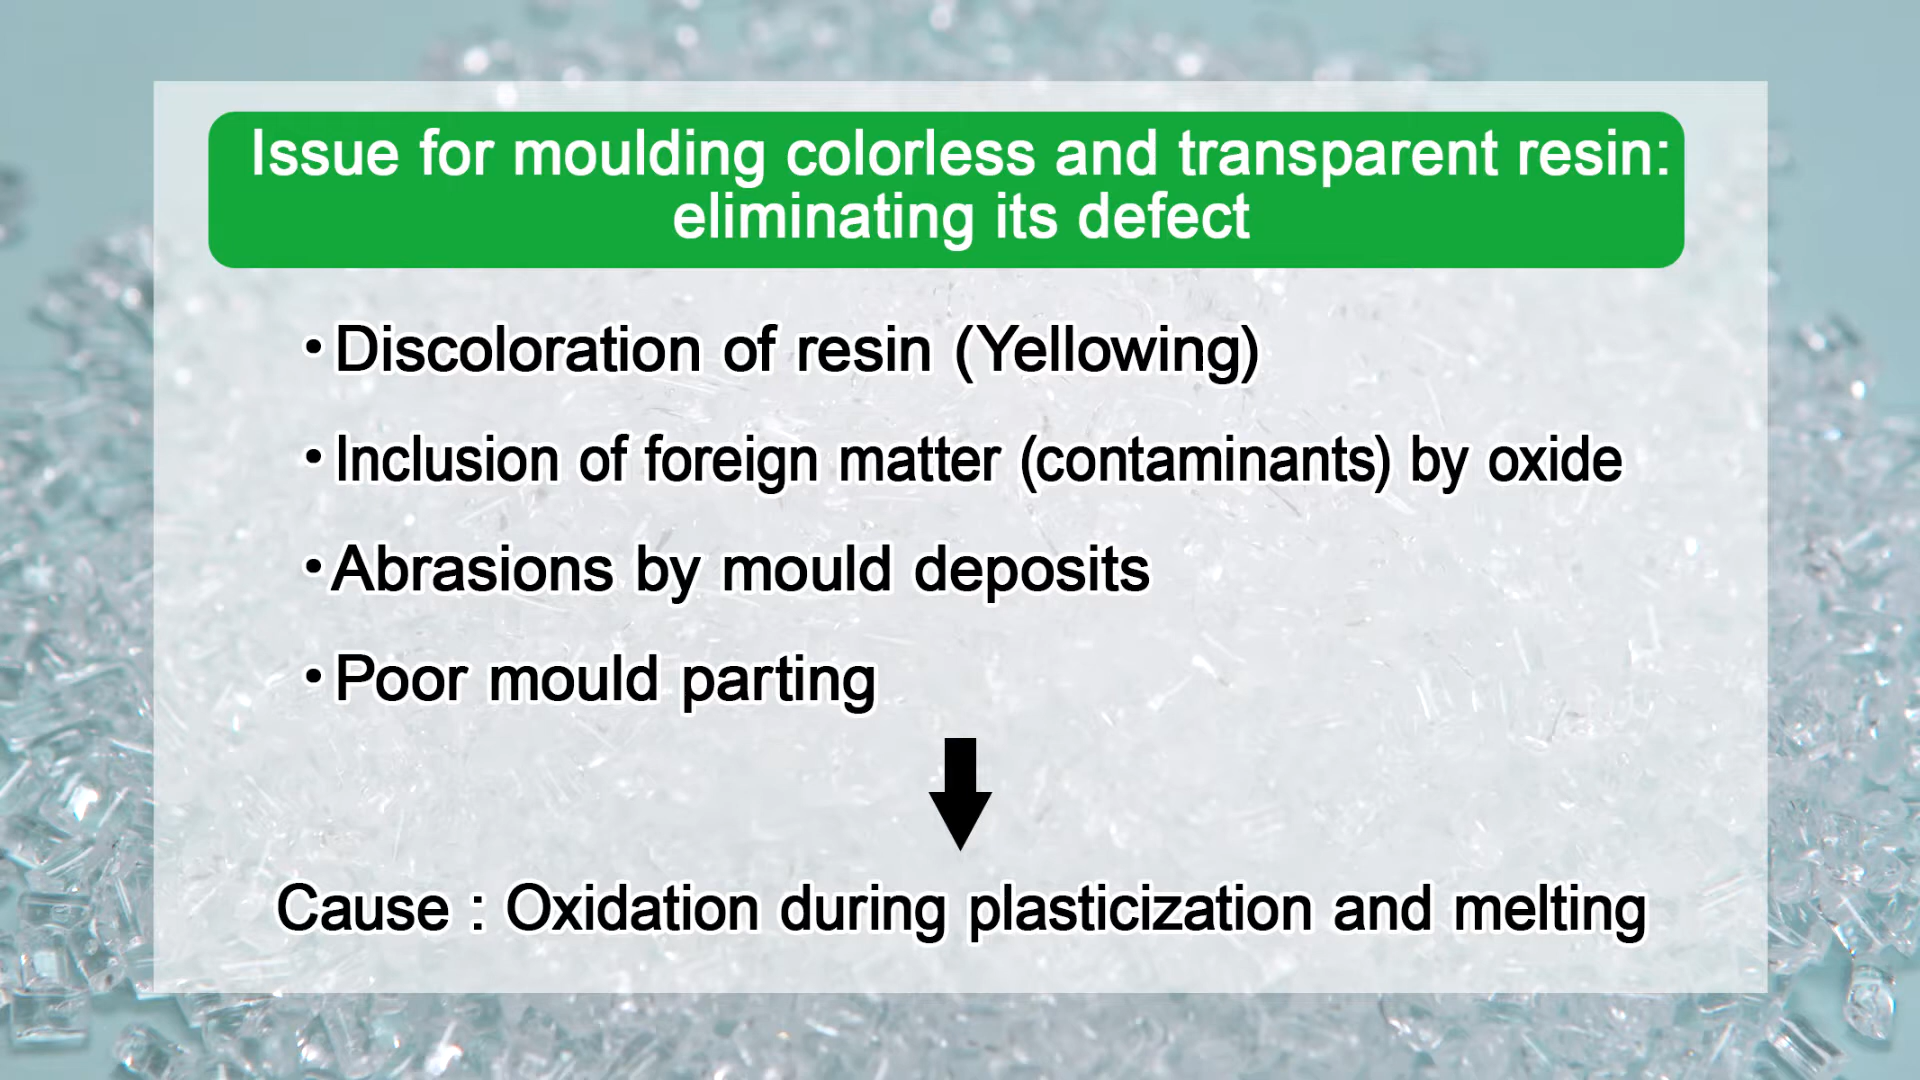 Issue for moulding colorless and transparent resin:
eliminating its defect
・Discoloration of resin (Yellowing)
・Inclusion of foreign matter (contaminants) by oxide
・Abrasions by mould deposits
・Poor mould parting
Cause : Oxidation during plasticization and melting